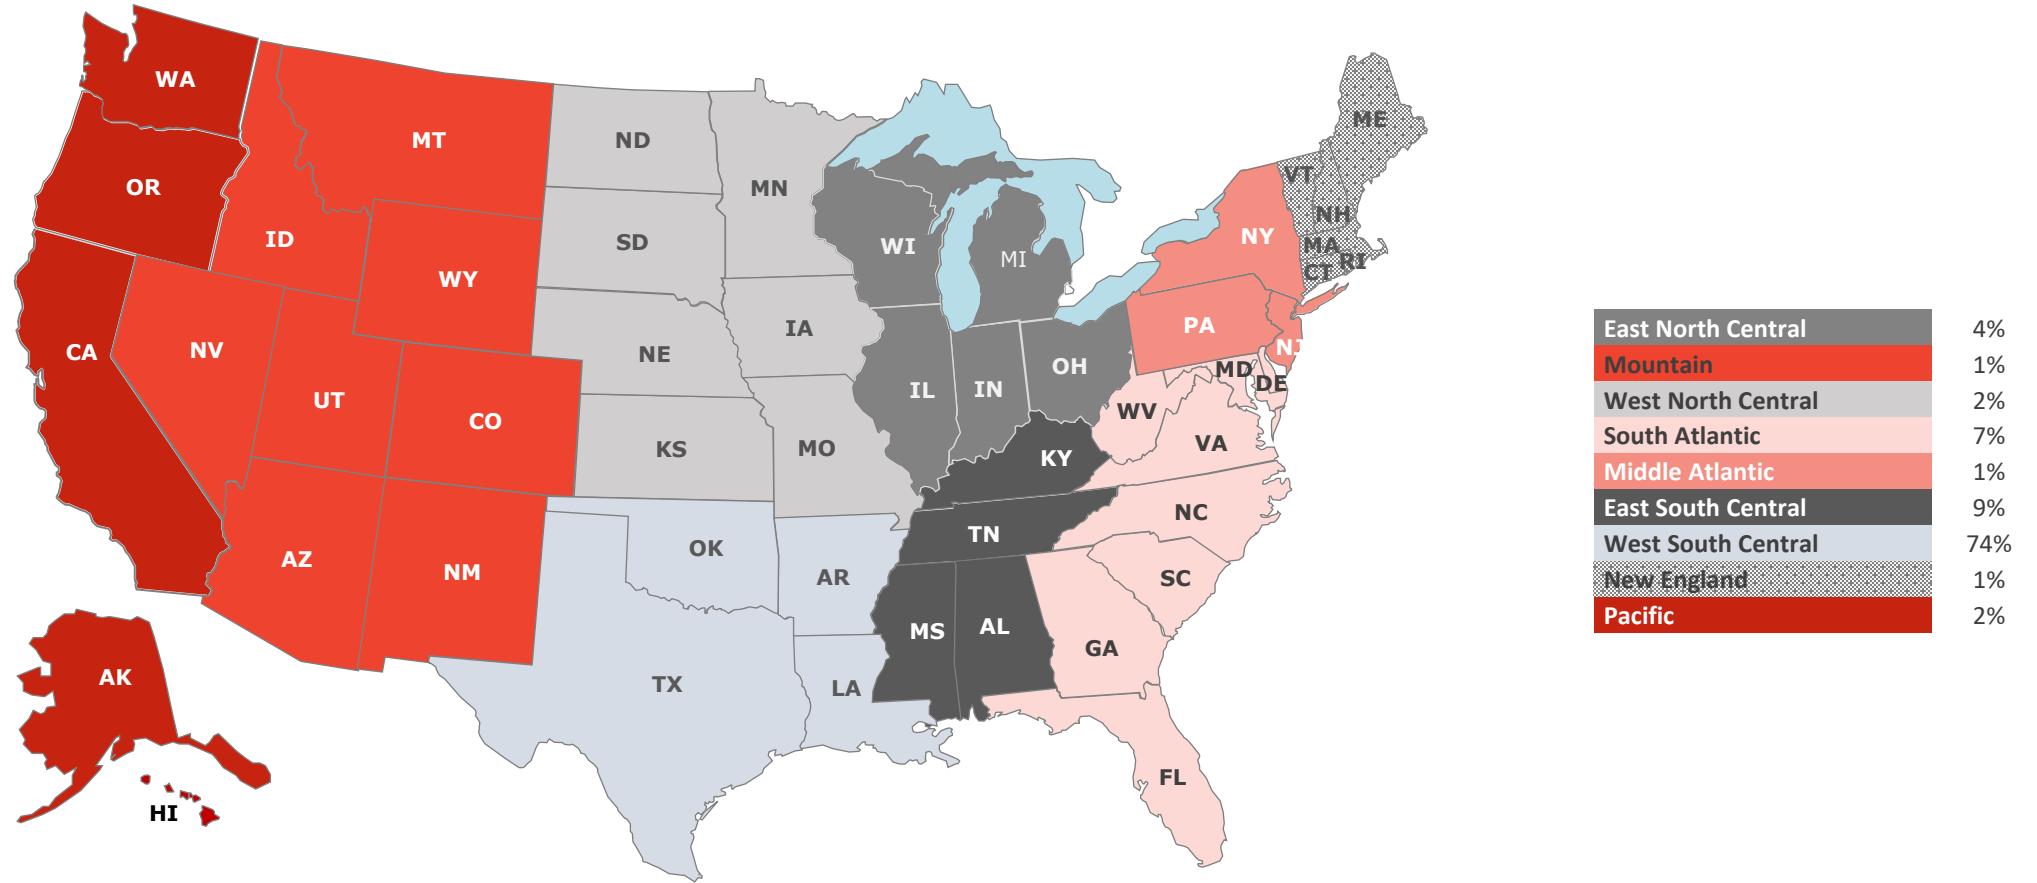 WA
ME
MT
ND
VT
OR
MN
NH
NY
ID
SD
WI
MA
MI
RI
CT
WY
PA
IA
East North Central 4%
CA
NV
NE
NJ
Mountain 1%
OH
MD
DE
UT
IL
IN
West North Central 2%
CO
WV
KS
MO
VA
South Atlantic 7%
KY
Middle Atlantic 1%
NC
East South Central 9%
TN
OK
West South Central 74%
AZ
NM
AR
SC
New England 1%
Pacific 2%
MS
AL
GA
AK
TX
LA
FL
HI